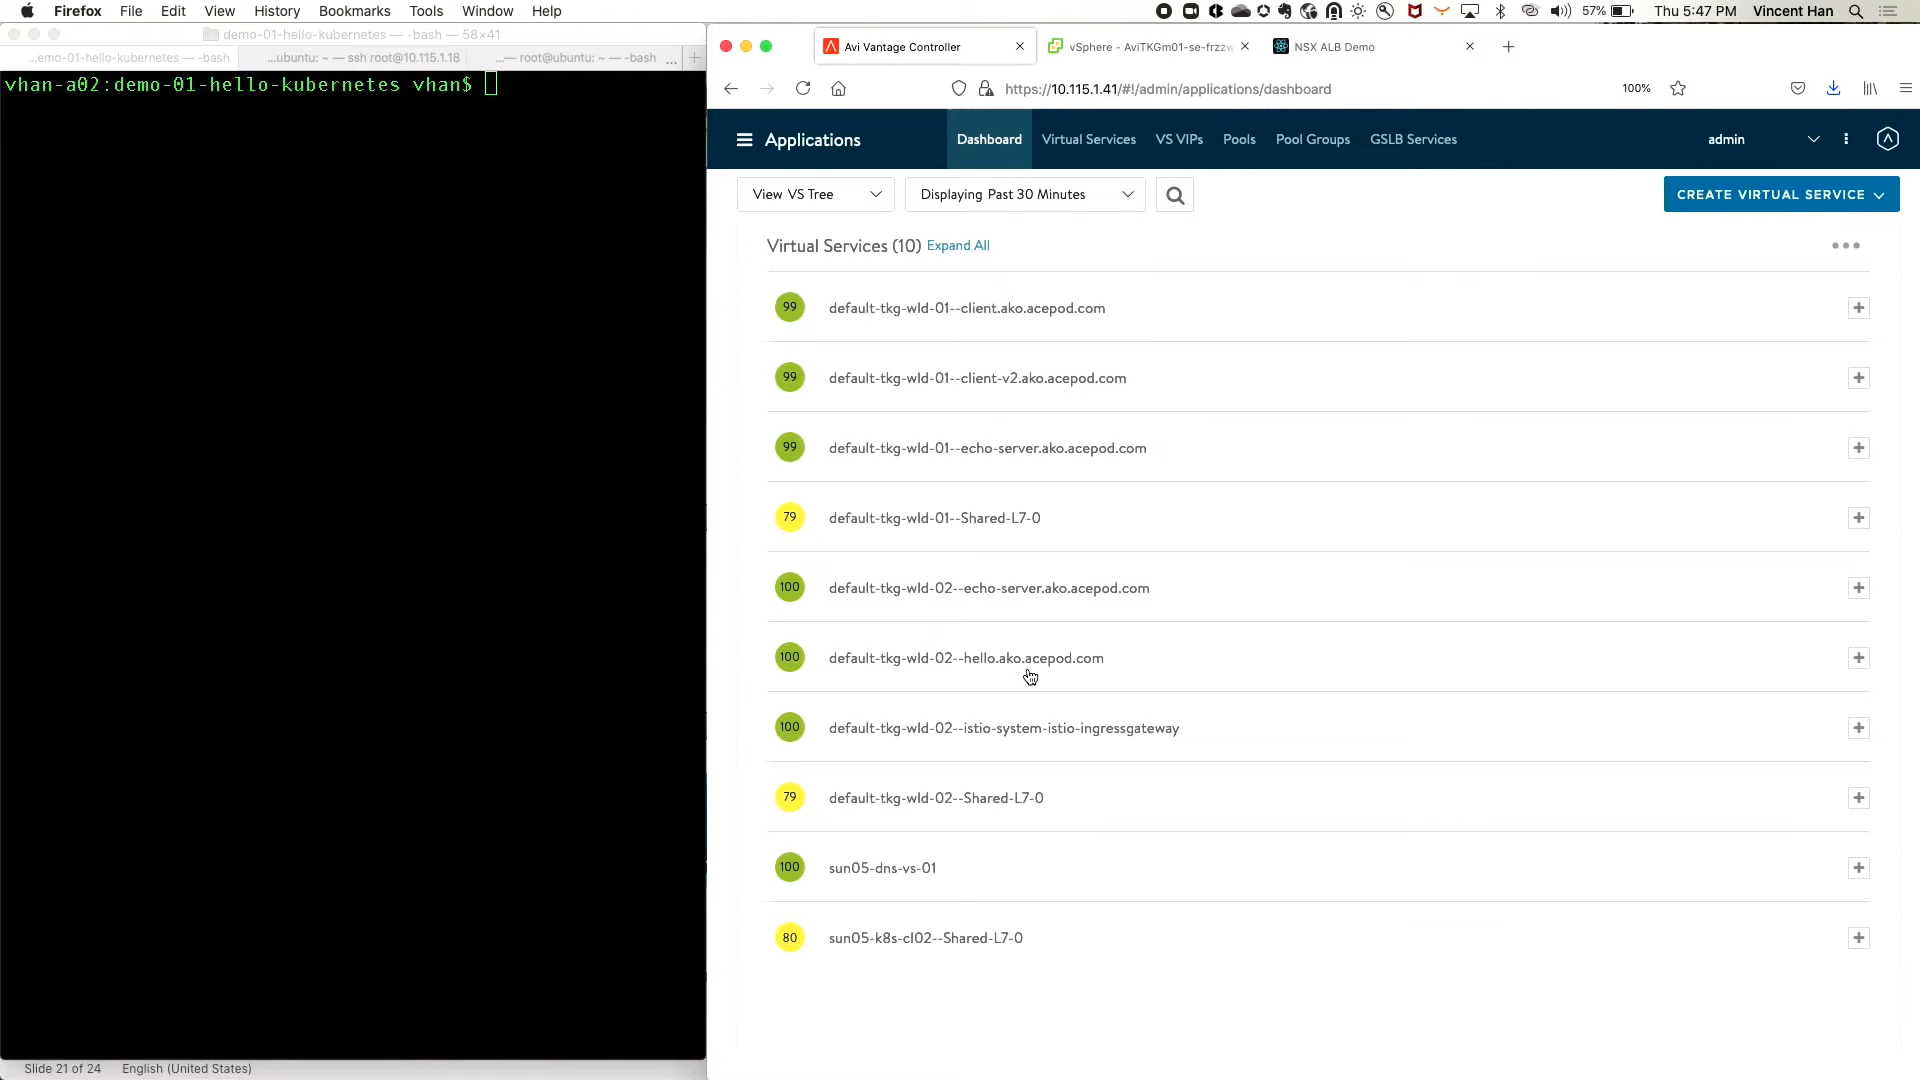 Firefox File Edit View History Bookmarks Tools Window Help
57% Thu 5:47 PM Vincent Han
demo-01-hello-kubernetes — -bash — 58×41
...emo-01-hello-kubernetes — -bash
...ubuntu: ~ — ssh root@10.115.1.18
...— root@ubuntu: ~ — -bash ...
vhan-a02:demo-01-hello-kubernetes vhan$
Avi Vantage Controller
vSphere - AviTKGm01-se-frzzw
NSX ALB Demo
https://10.115.1.41/#!/admin/applications/dashboard
100%
Applications
Dashboard Virtual Services VS VIPs Pools Pool Groups GSLB Services
admin
View VS Tree
Displaying Past 30 Minutes
CREATE VIRTUAL SERVICE
Virtual Services (10) Expand All
99 default-tkg-wld-01--client.ako.acepod.com
99 default-tkg-wld-01--client-v2.ako.acepod.com
99 default-tkg-wld-01--echo-server.ako.acepod.com
79 default-tkg-wld-01--Shared-L7-0
100 default-tkg-wld-02--echo-server.ako.acepod.com
100 default-tkg-wld-02--hello.ako.acepod.com
100 default-tkg-wld-02--istio-system-istio-ingressgateway
79 default-tkg-wld-02--Shared-L7-0
100 sun05-dns-vs-01
80 sun05-k8s-cl02--Shared-L7-0
Slide 21 of 24 English (United States)